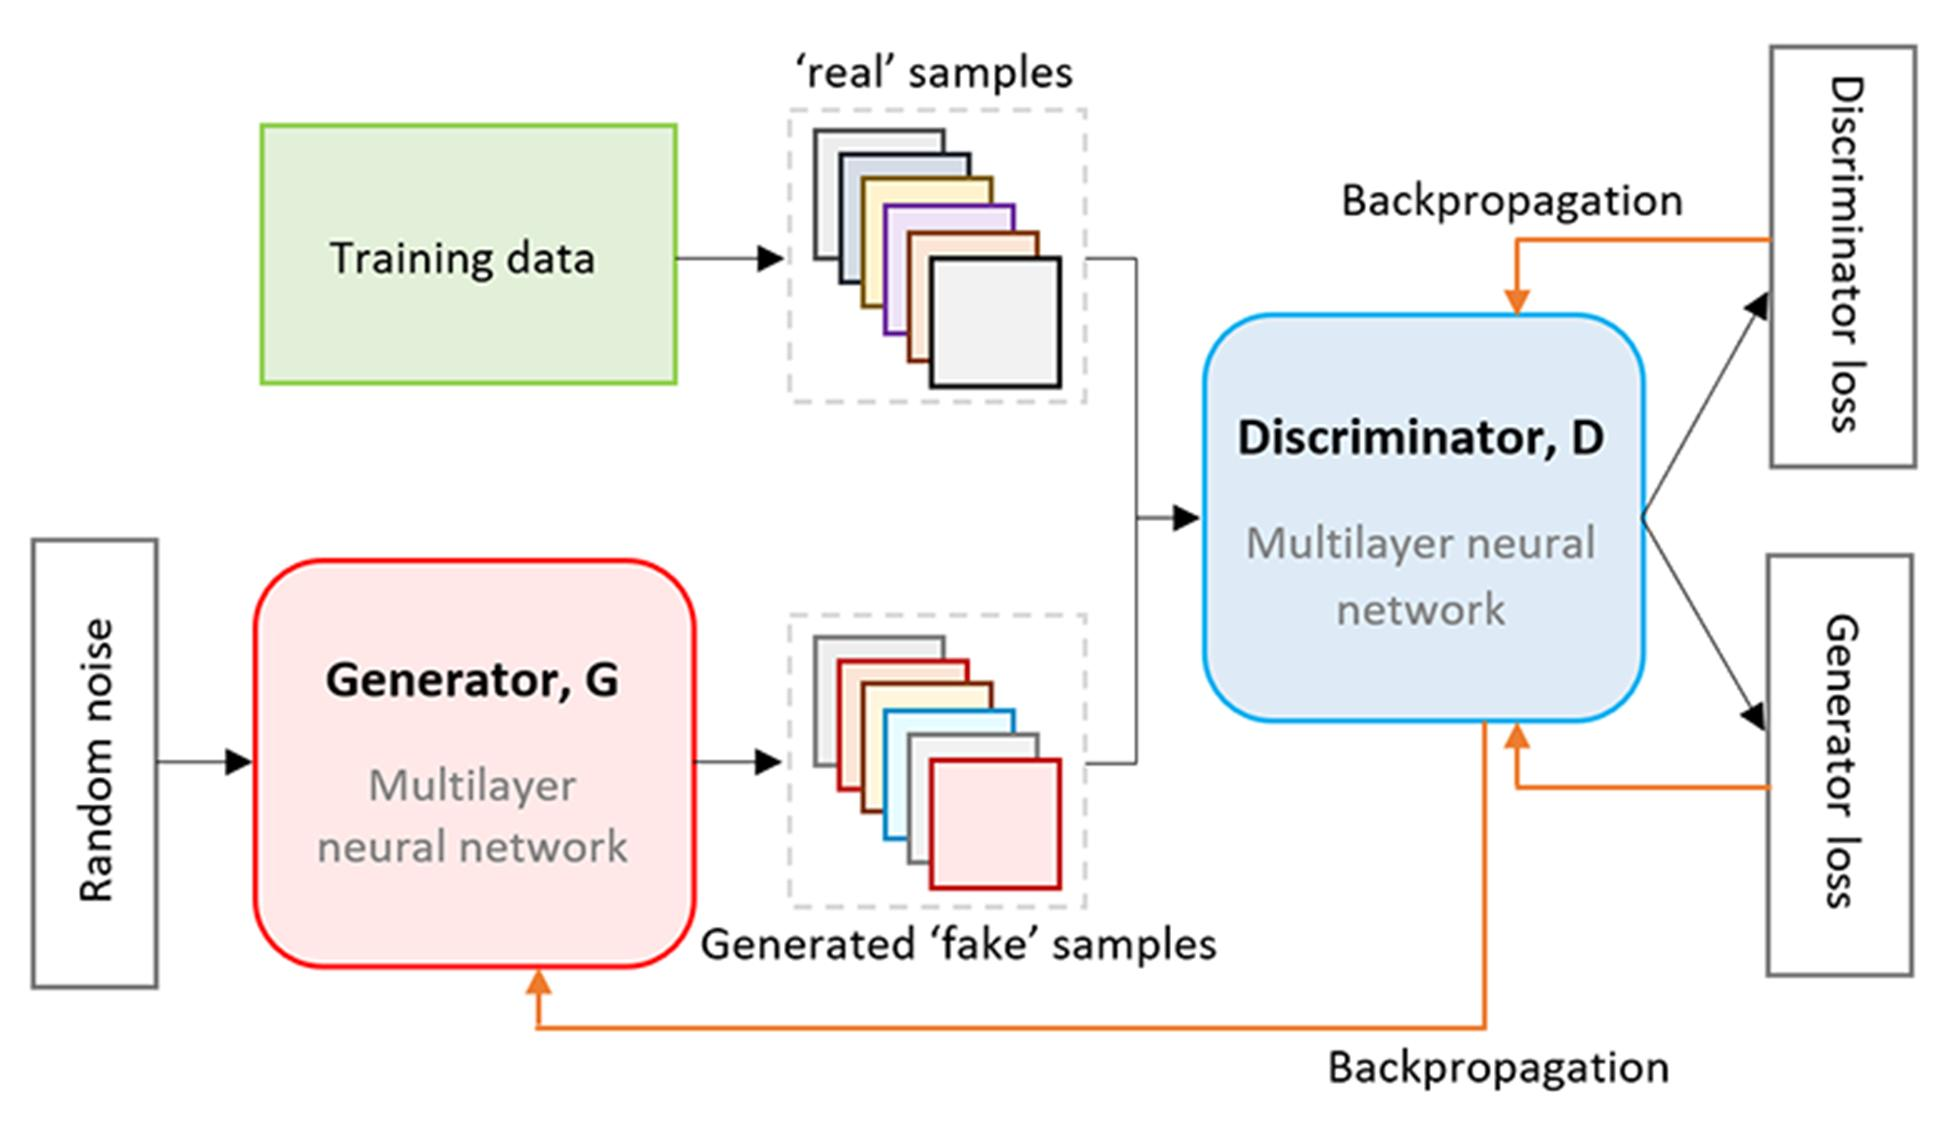 ‘real’ samples
Training data
Backpropagation
Discriminator loss
Discriminator, D
Multilayer neural
network
Random noise
Generator, G
Multilayer
neural network
Generated ‘fake’ samples
Generator loss
Backpropagation